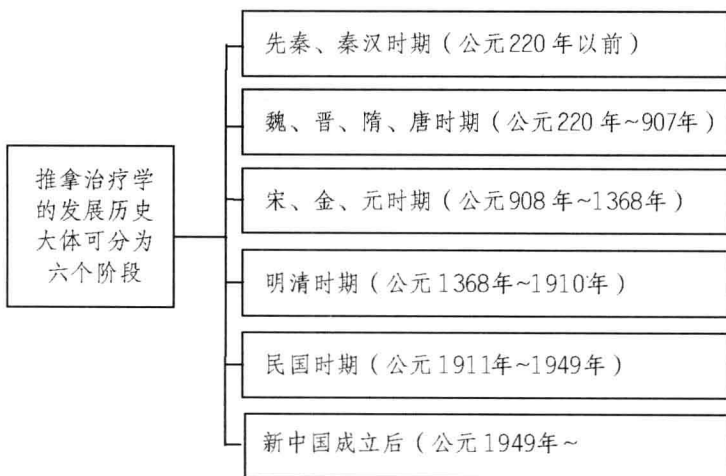 推拿治疗学
的发展历史
大体可分为
六个阶段
先秦、秦汉时期（公元220年以前）
魏、晋、隋、唐时期（公元220年~907年）
宋、金、元时期（公元908年~1368年）
明清时期（公元1368年~1910年）
民国时期（公元1911年~1949年）
新中国成立后（公元1949年~